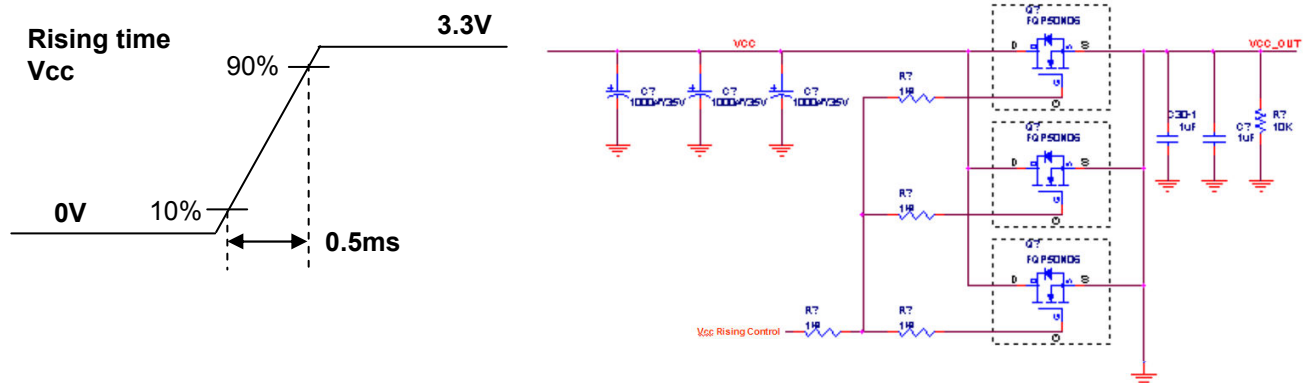 Rising time
Vcc
3.3V
90%
10%
0V
0.5ms
VCC
C?
1000uF/35V
C?
1000uF/35V
C?
1000uF/35V
R?
1K
Q?
FQP50N06
D
S
G
VCC_OUT
C30-1
1uF
C?
1uF
R?
10K
R?
1K
Q?
FQP50N06
D
S
G
R?
1K
Q?
FQP50N06
D
S
G
R?
1K
Vcc Rising Control